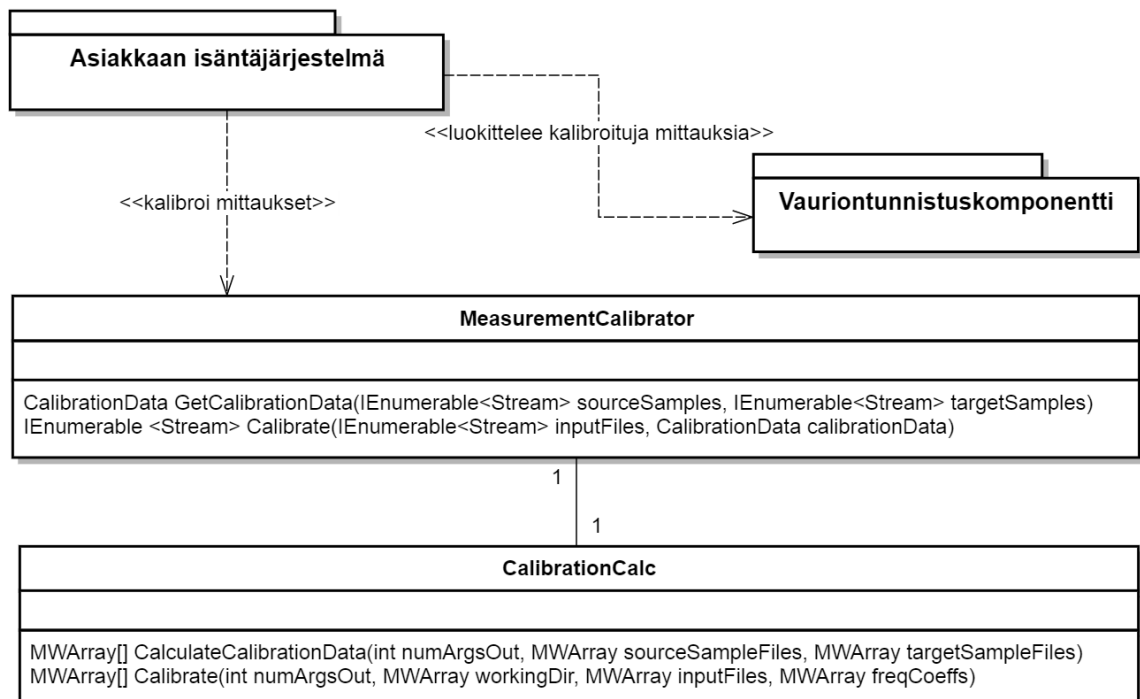 Asiakkaan isäntäjärjestelmä
<<luokittelee kalibroituja mittauksia>>
Vauriontunnistuskomponentti
<<kalibroi mittaukset>>
MeasurementCalibrator
CalibrationData GetCalibrationData(IEnumerable<Stream> sourceSamples, IEnumerable<Stream> targetSamples)
IEnumerable <Stream> Calibrate(IEnumerable<Stream> inputFiles, CalibrationData calibrationData)
1
1
CalibrationCalc
MWArray[] CalculateCalibrationData(int numArgsOut, MWArray sourceSampleFiles, MWArray targetSampleFiles)
MWArray[] Calibrate(int numArgsOut, MWArray workingDir, MWArray inputFiles, MWArray freqCoeffs)